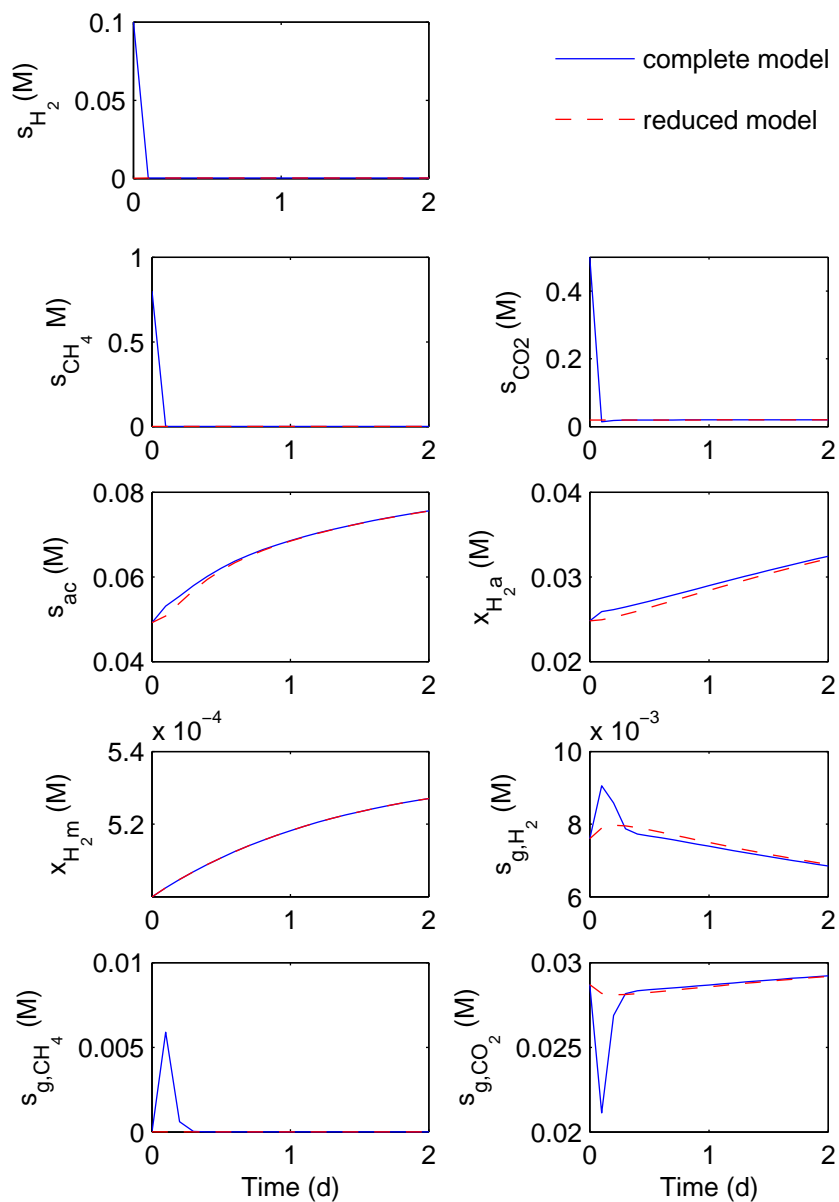 0.1
0.05
0
s_H2 (M)
0 1 2
complete model
reduced model
1
0.5
0
s_CH4 M)
0 1 2
0.4
0.2
0
s_CO2 (M)
0 1 2
0.08
0.06
0.04
s_ac (M)
0 1 2
0.04
0.03
0.02
x_H2a (M)
0 1 2
x 10^−4
5.4
5.2
x_H2m (M)
0 1 2
x 10^−3
10
8
6
s_g,H2 (M)
0 1 2
0.01
0.005
0
s_g,CH4 (M)
0 1 2
Time (d)
0.03
0.025
0.02
s_g,CO2 (M)
0 1 2
Time (d)